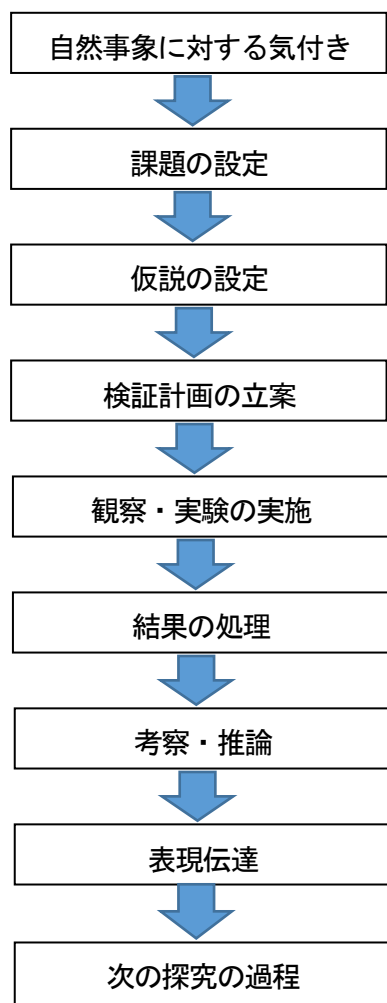 自然事象に対する気付き
課題の設定
仮説の設定
検証計画の立案
観察・実験の実施
結果の処理
考察・推論
表現伝達
次の探究の過程